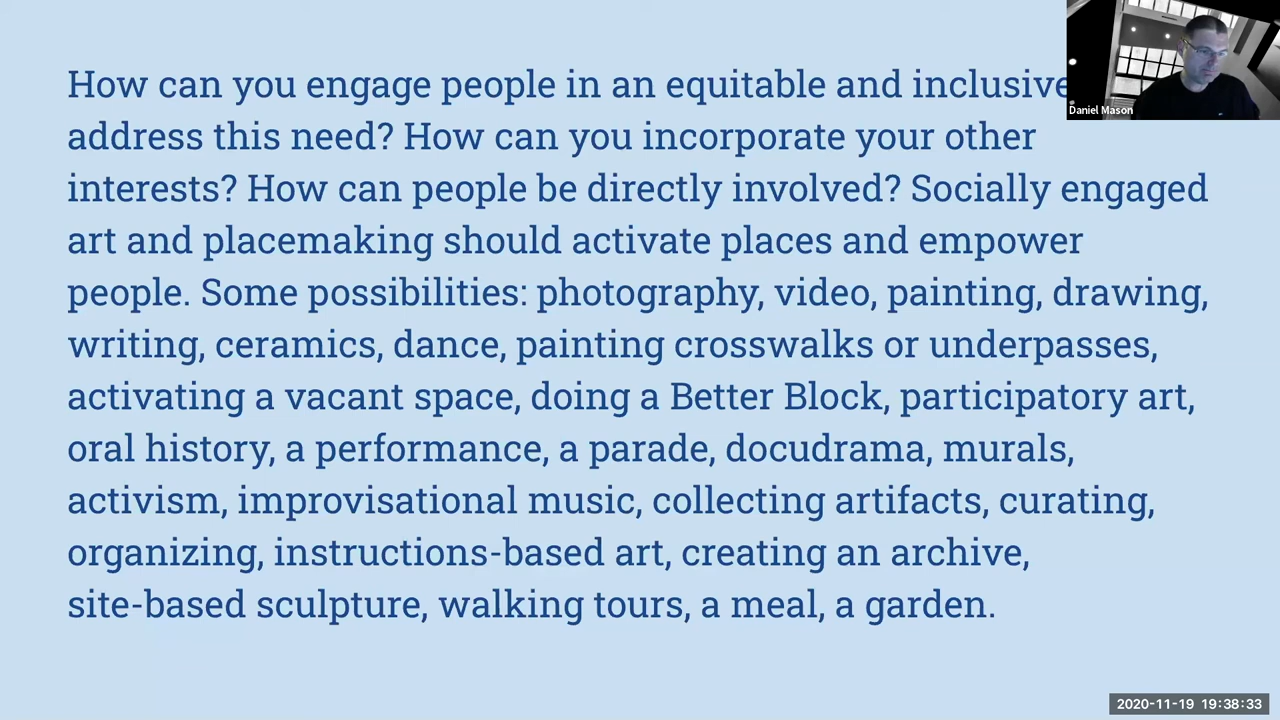 How can you engage people in an equitable and inclusive
address this need? How can you incorporate your other
interests? How can people be directly involved? Socially engaged
art and placemaking should activate places and empower
people. Some possibilities: photography, video, painting, drawing,
writing, ceramics, dance, painting crosswalks or underpasses,
activating a vacant space, doing a Better Block, participatory art,
oral history, a performance, a parade, docudrama, murals,
activism, improvisational music, collecting artifacts, curating,
organizing, instructions-based art, creating an archive,
site-based sculpture, walking tours, a meal, a garden.
Daniel Mason
2020-11-19 19:38:33